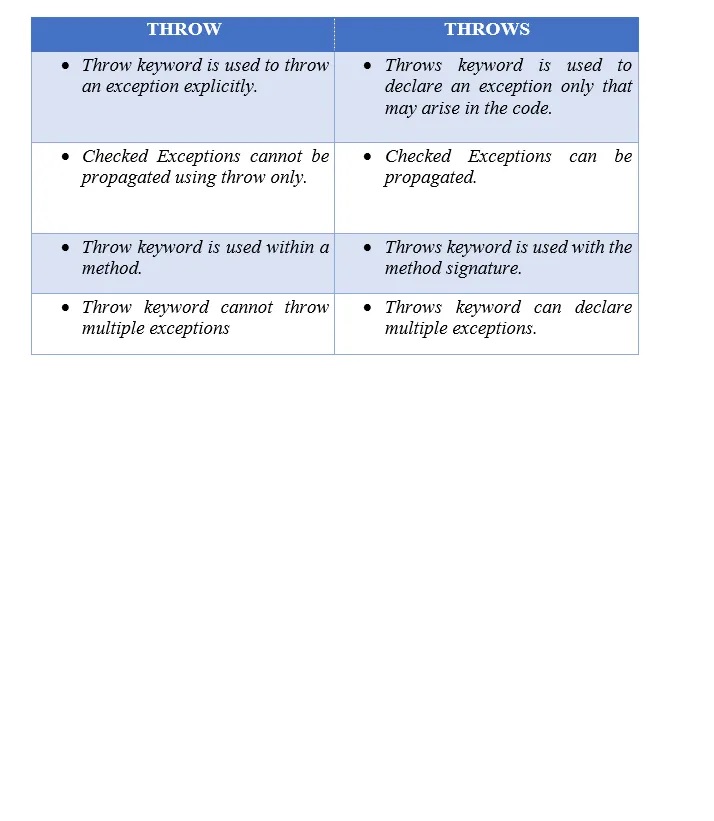 THROW
THROWS
• Throw keyword is used to throw
an exception explicitly.
• Throws keyword is used to
declare an exception only that
may arise in the code.
• Checked Exceptions cannot be
propagated using throw only.
• Checked Exceptions can be
propagated.
• Throw keyword is used within a
method.
• Throws keyword is used with the
method signature.
• Throw keyword cannot throw
multiple exceptions
• Throws keyword can declare
multiple exceptions.